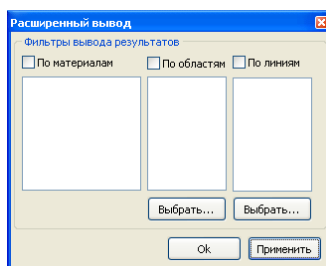 Расширенный вывод
Фильтры вывода результатов
По материалам По областям По линиям
Выбрать... Выбрать...
Ok Применить